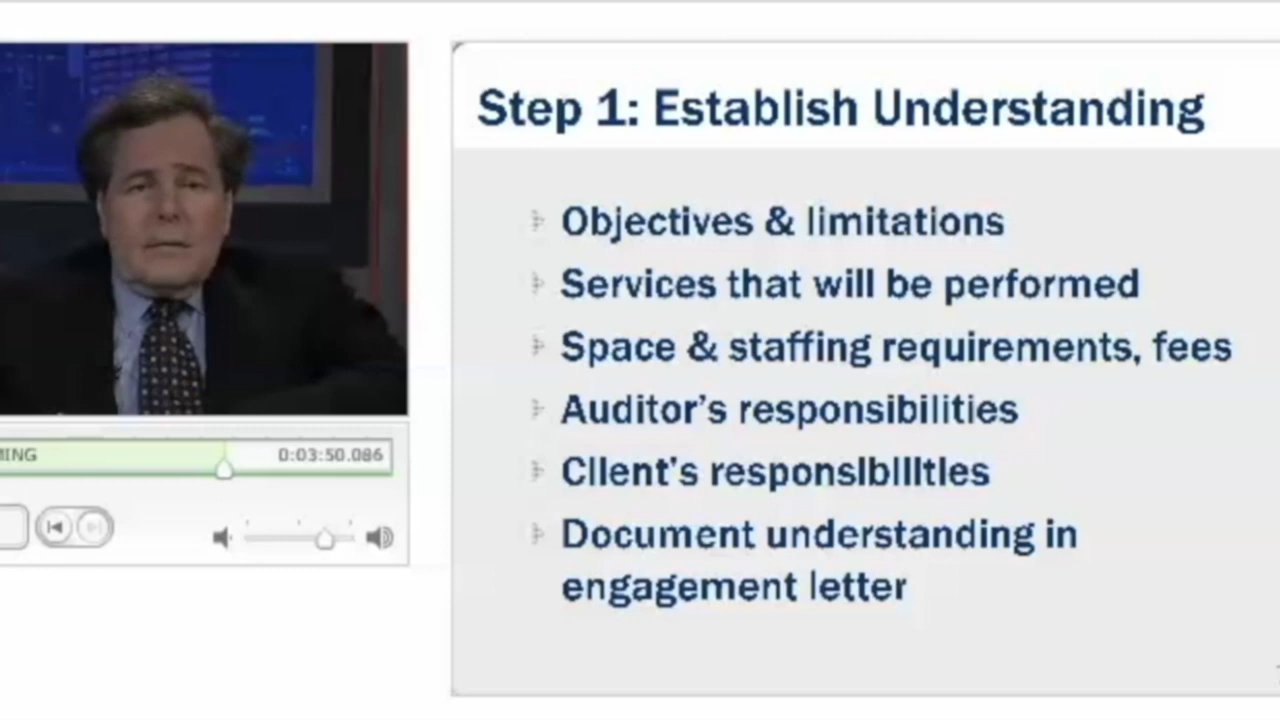 Step 1: Establish Understanding
Objectives & limitations
Services that will be performed
Space & staffing requirements, fees
Auditor's responsibilities
Client's responsibilities
Document understanding in
engagement letter
MING 0:03:50.086